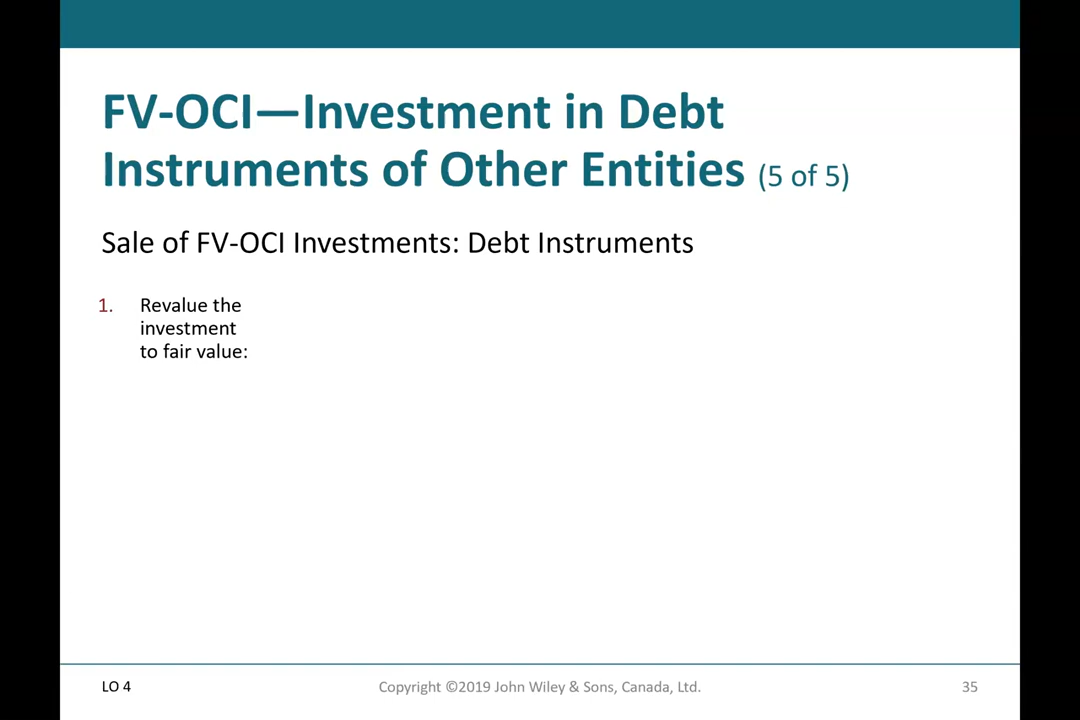 FV-OCI—Investment in Debt
Instruments of Other Entities (5 of 5)
Sale of FV-OCI Investments: Debt Instruments
1. Revalue the
investment
to fair value:
LO 4
Copyright ©2019 John Wiley & Sons, Canada, Ltd.
35